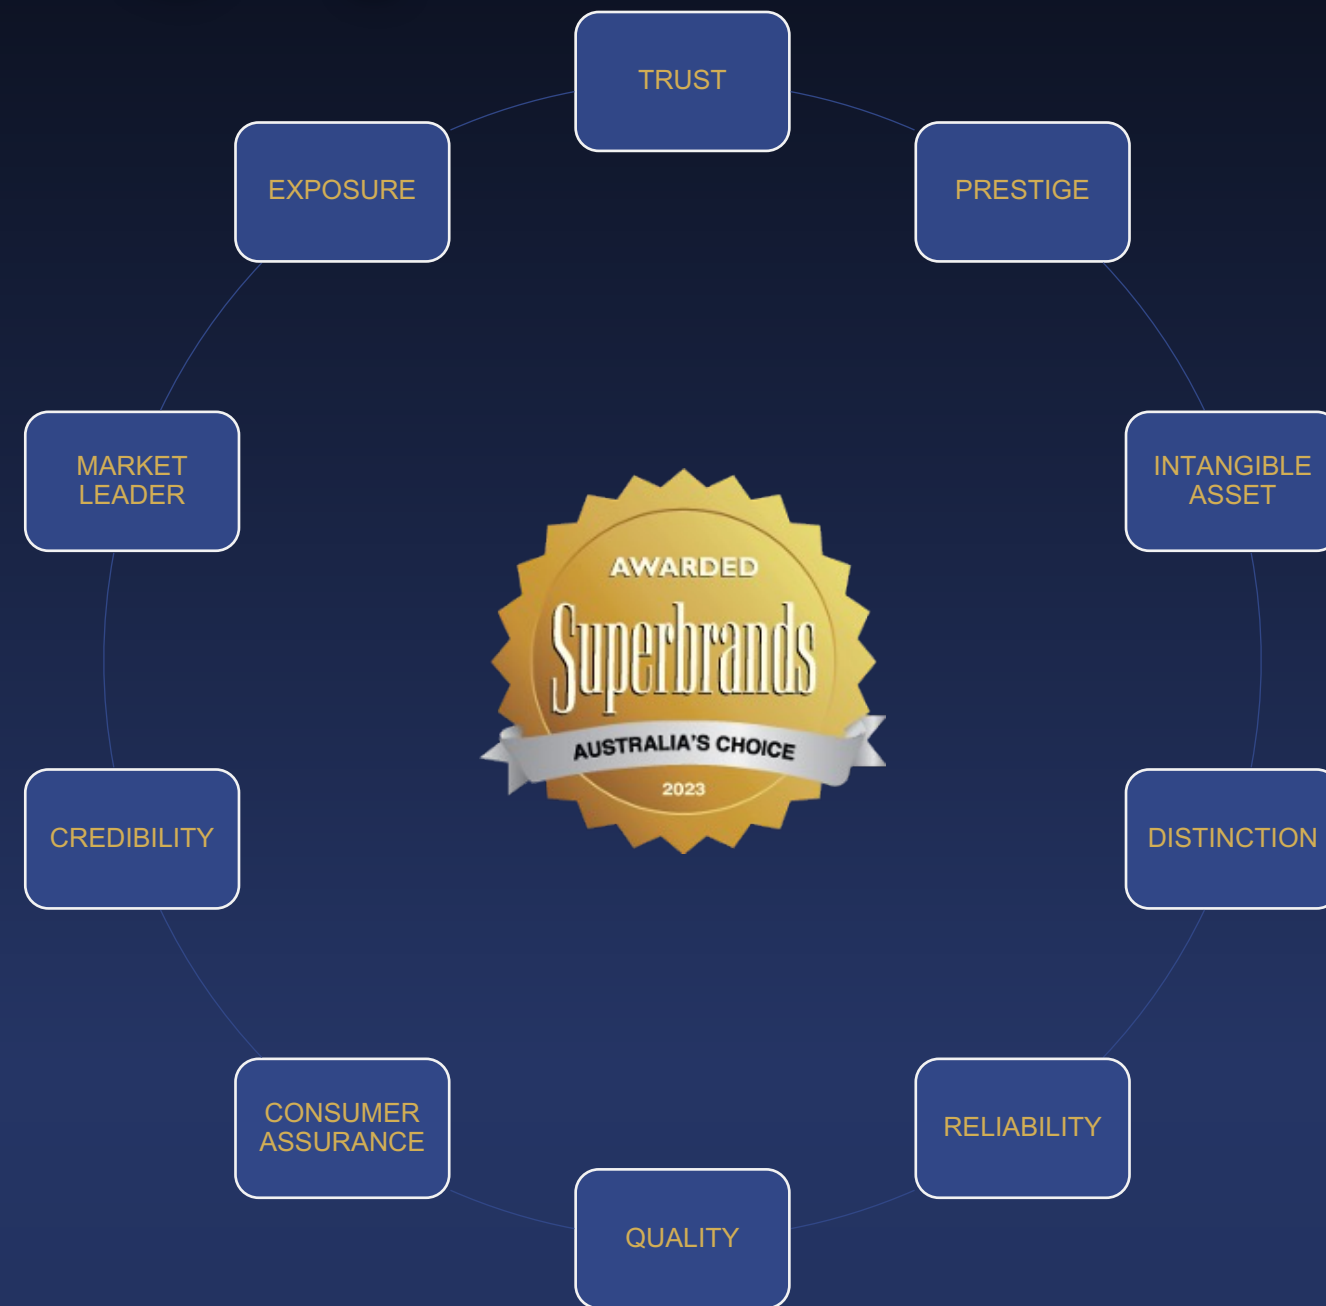 TRUST
EXPOSURE
PRESTIGE
MARKET
LEADER
INTANGIBLE
ASSET
AWARDED
Superbrands
AUSTRALIA'S CHOICE
2023
CREDIBILITY
DISTINCTION
CONSUMER
ASSURANCE
RELIABILITY
QUALITY